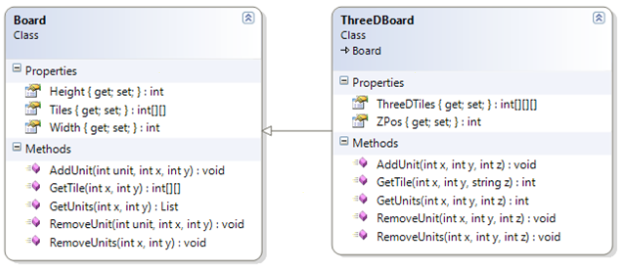 Board
Class
Properties
Height { get; set; } : int
Tiles { get; set; } : int[][]
Width { get; set; } : int
Methods
AddUnit(int unit, int x, int y) : void
GetTile(int x, int y) : int[][]
GetUnits(int x, int y) : List
RemoveUnit(int unit, int x, int y) : void
RemoveUnits(int x, int y) : void
ThreeDBoard
Class
Board
Properties
ThreeDTiles { get; set; } : int[][][]
ZPos { get; set; } : int
Methods
AddUnit(int x, int y, int z) : void
GetTile(int x, int y, string z) : int
GetUnits(int x, int y, int z) : int
RemoveUnit(int x, int y, int z) : void
RemoveUnits(int x, int y, int z) : void